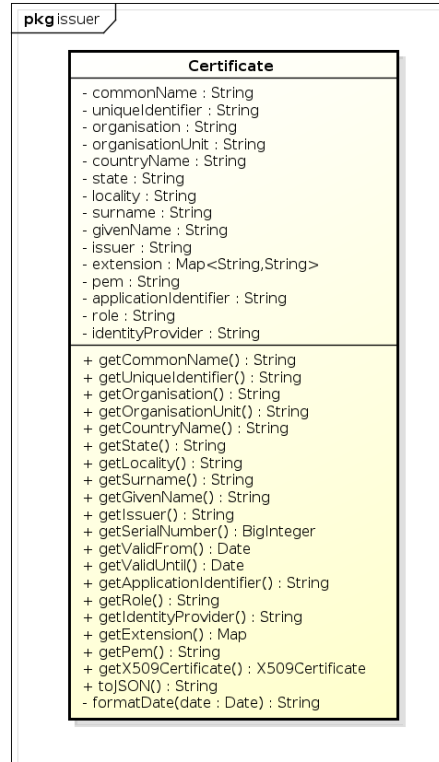 pkg issuer
Certificate
- commonName : String
- uniqueIdentifier : String
- organisation : String
- organisationUnit : String
- countryName : String
- state : String
- locality : String
- surname : String
- givenName : String
- issuer : String
- extension : Map<String,String>
- pem : String
- applicationIdentifier : String
- role : String
- identityProvider : String
+ getCommonName() : String
+ getUniqueIdentifier() : String
+ getOrganisation() : String
+ getOrganisationUnit() : String
+ getCountryName() : String
+ getState() : String
+ getLocality() : String
+ getSurname() : String
+ getGivenName() : String
+ getIssuer() : String
+ getSerialNumber() : BigInteger
+ getValidFrom() : Date
+ getValidUntil() : Date
+ getApplicationIdentifier() : String
+ getRole() : String
+ getIdentityProvider() : String
+ getExtension() : Map
+ getPem() : String
+ getX509Certificate() : X509Certificate
+ toJSON() : String
- formatDate(date : Date) : String